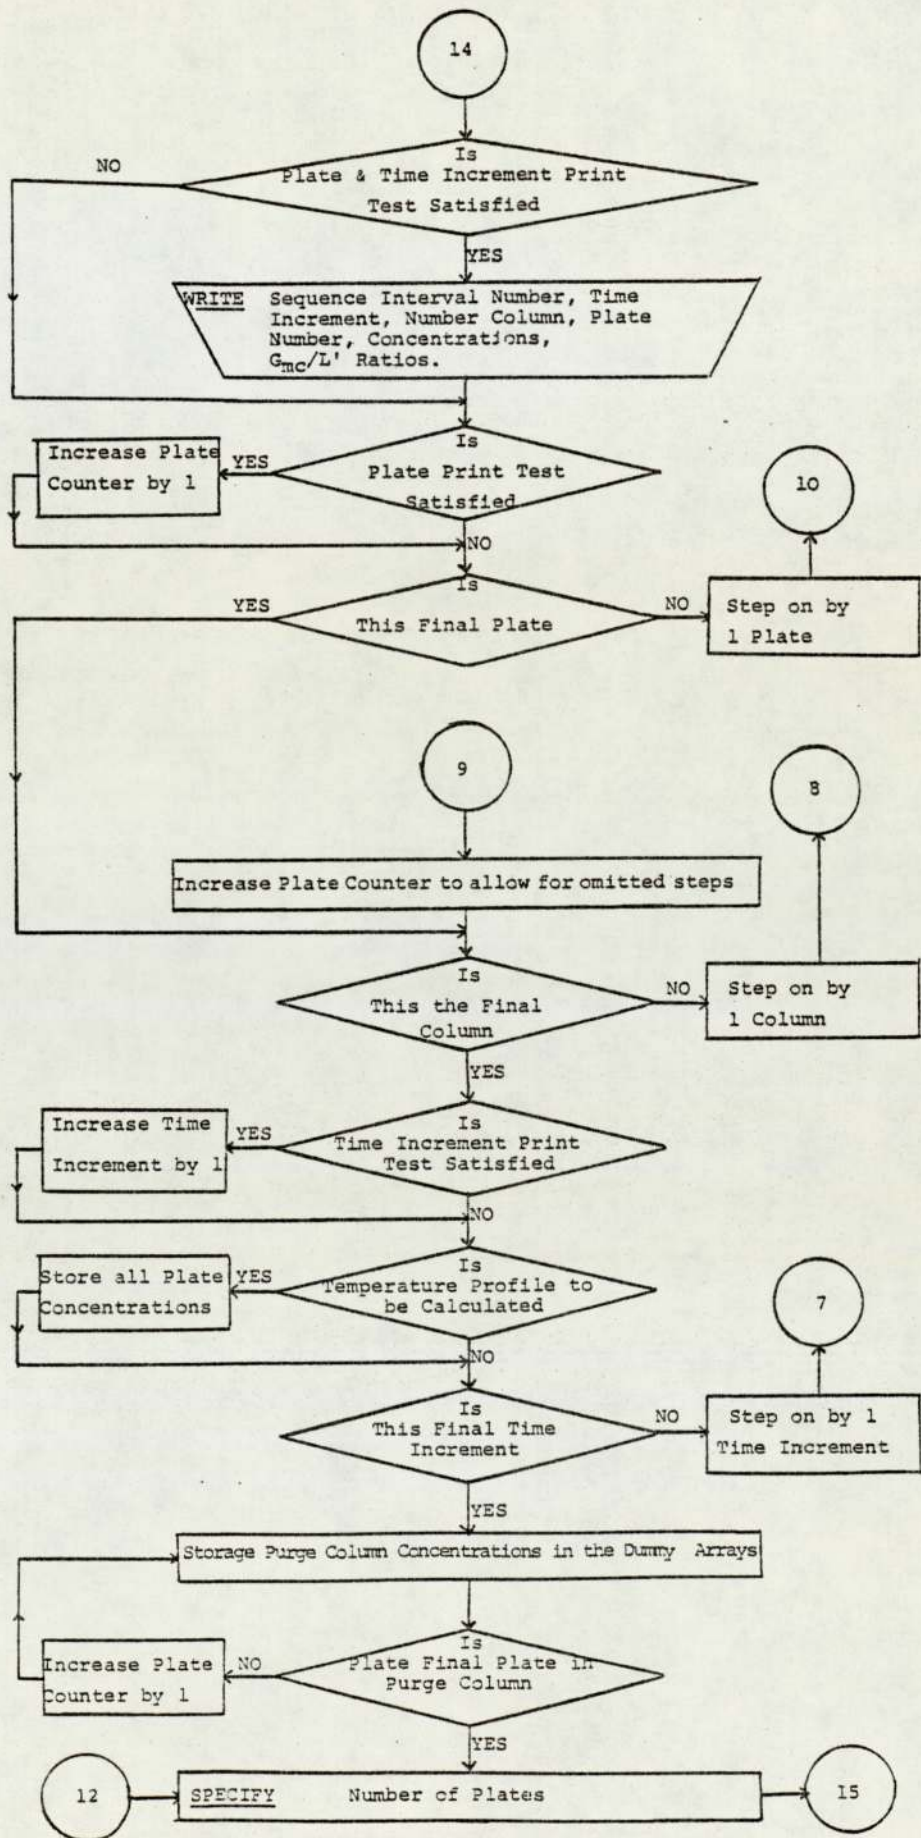 14
Is
NO
Plate & Time Increment Print
Test Satisfied
YES
WRITE Sequence Interval Number, Time
Increment, Number Column, Plate
Number, Concentrations,
Gmc/L' Ratios.
Increase Plate
Counter by 1
YES
Is
Plate Print Test
Satisfied
NO
10
YES
Is
This Final Plate
NO
Step on by
1 Plate
9
8
Increase Plate Counter to allow for omitted steps
Is
This the Final
Column
NO
Step on by
1 Column
YES
Increase Time
Increment by 1
YES
Is
Time Increment Print
Test Satisfied
NO
Store all Plate
Concentrations
YES
Is
Temperature Profile to
be Calculated
NO
7
Is
This Final Time
Increment
NO
Step on by 1
Time Increment
YES
Storage Purge Column Concentrations in the Dummy Arrays
Increase Plate
Counter by 1
NO
Is
Plate Final Plate in
Purge Column
YES
12
SPECIFY Number of Plates
15